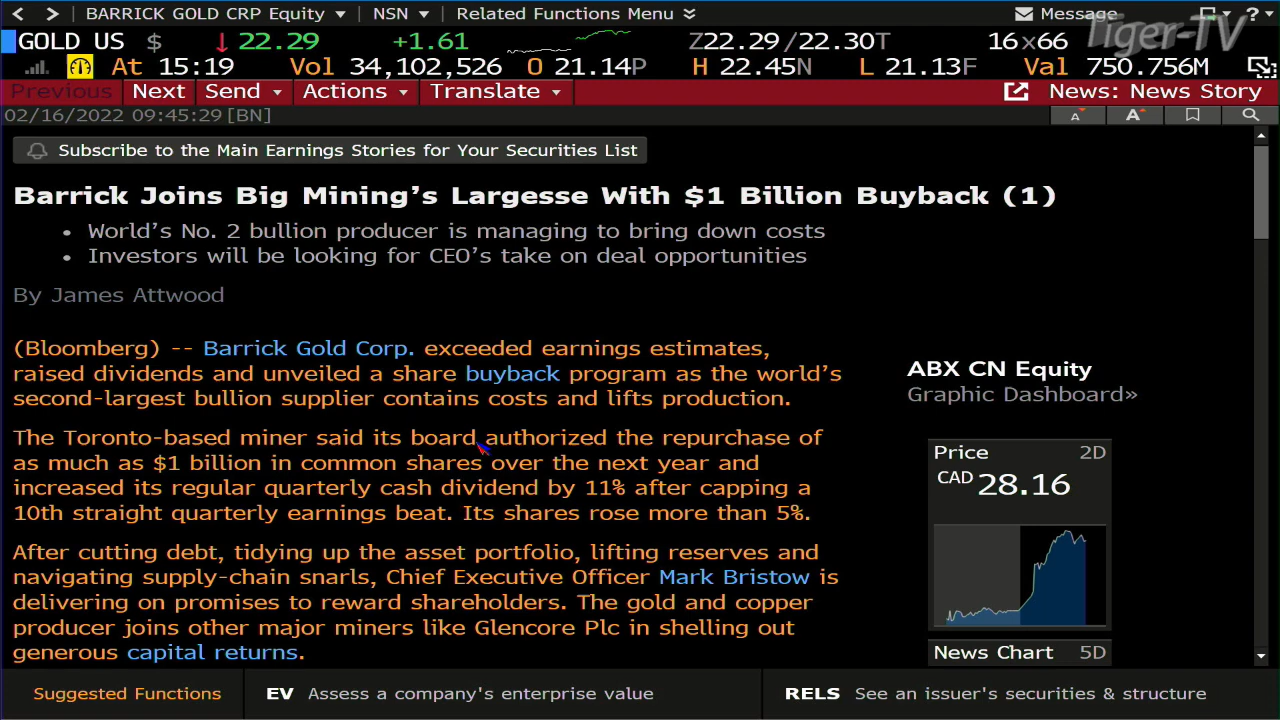 BARRICK GOLD CRP Equity NSN Related Functions Menu Message ?
GOLD US $ 22.29 +1.61 Z22.29/22.30T 16x66 Tiger-TV
At 15:19 Vol 34,102,526 O 21.14P H 22.45N L 21.13F Val 750.756M
Previous Next Send Actions Translate News: News Story
02/16/2022 09:45:29 [BN] A A
Subscribe to the Main Earnings Stories for Your Securities List
Barrick Joins Big Mining's Largesse With $1 Billion Buyback (1)
• World's No. 2 bullion producer is managing to bring down costs
• Investors will be looking for CEO's take on deal opportunities
By James Attwood
(Bloomberg) -- Barrick Gold Corp. exceeded earnings estimates,
raised dividends and unveiled a share buyback program as the world's
second-largest bullion supplier contains costs and lifts production.
The Toronto-based miner said its board authorized the repurchase of
as much as $1 billion in common shares over the next year and
increased its regular quarterly cash dividend by 11% after capping a
10th straight quarterly earnings beat. Its shares rose more than 5%.
After cutting debt, tidying up the asset portfolio, lifting reserves and
navigating supply-chain snarls, Chief Executive Officer Mark Bristow is
delivering on promises to reward shareholders. The gold and copper
producer joins other major miners like Glencore Plc in shelling out
generous capital returns.
ABX CN Equity
Graphic Dashboard»
Price 2D
CAD 28.16
News Chart 5D
Suggested Functions EV Assess a company's enterprise value RELS See an issuer's securities & structure